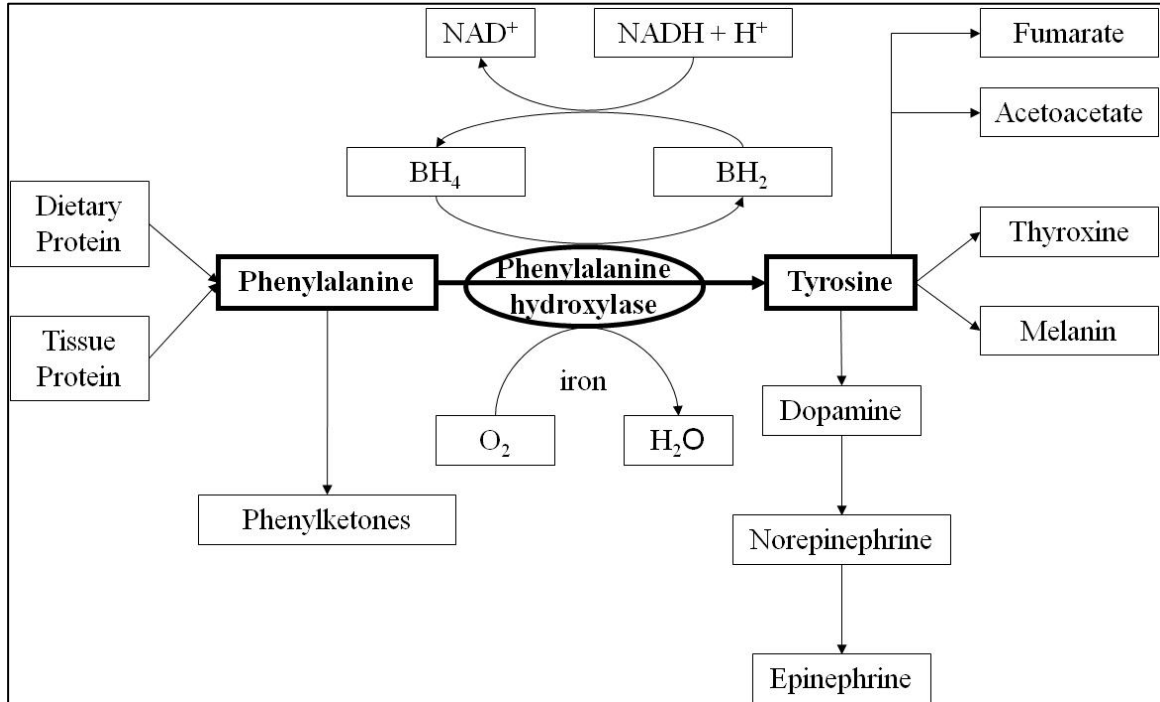 NAD⁺
NADH + H⁺
Fumarate
Acetoacetate
BH₄
BH₂
Dietary
Protein
Thyroxine
Phenylalanine
Phenylalanine
hydroxylase
Tyrosine
Tissue
Protein
Melanin
iron
O₂
H₂O
Dopamine
Phenylketones
Norepinephrine
Epinephrine